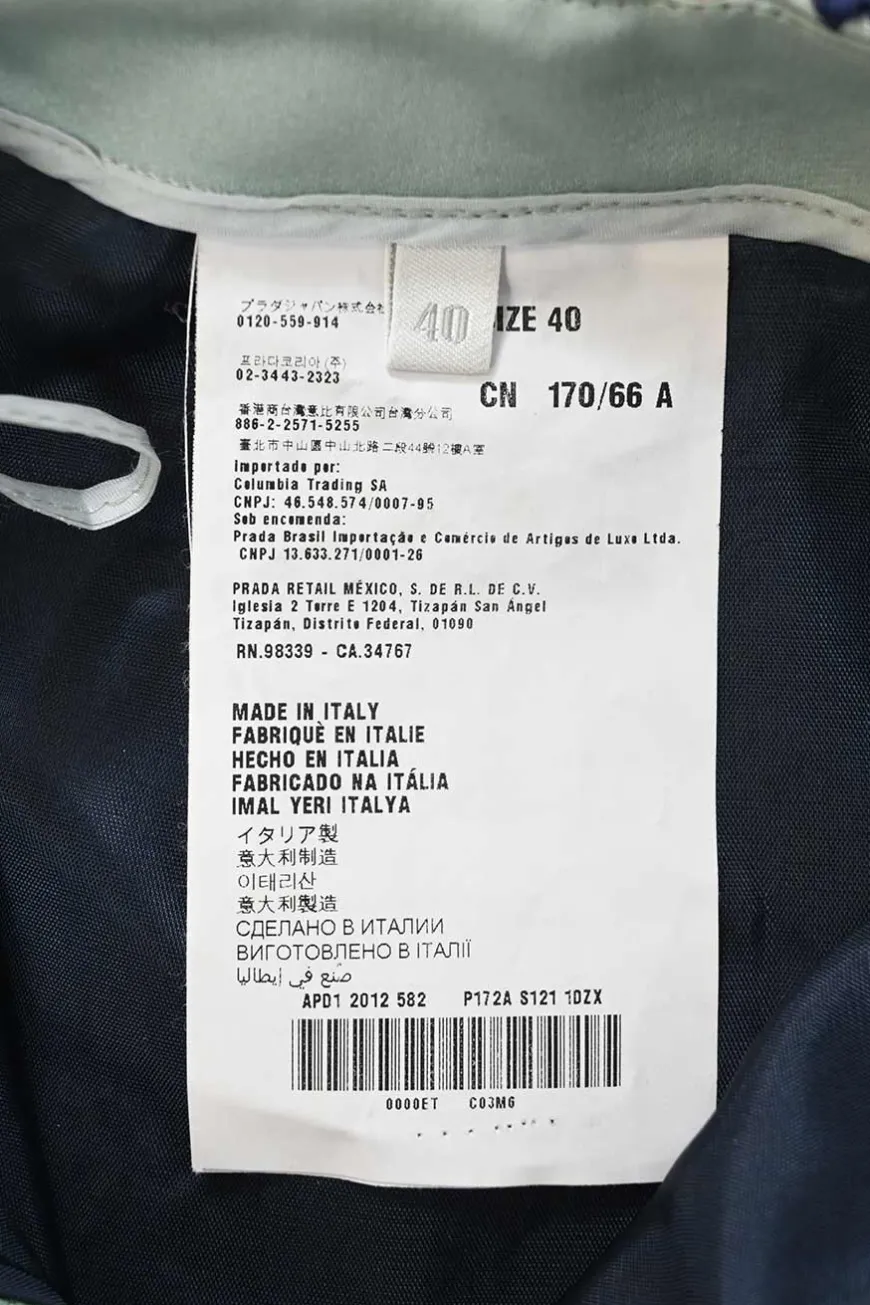 プラダジャパン株式会社
0120-559-914
40
IZE 40
프라다코리아 (주)
02-3443-2323
CN 170/66 A
香港商台灣意比有限公司台灣分公司
886-2-2571-5255
臺北市中山區中山北路二段44號12樓A室
Importado por:
Columbia Trading SA
CNPJ: 46.548.574/0007-95
Sob encomenda:
Prada Brasil Importação e Comércio de Artigos de Luxo Ltda.
CNPJ 13.633.271/0001-26
PRADA RETAIL MÉXICO, S. DE R.L. DE C.V.
Iglesia 2 Torre E 1204, Tizapán San Ángel
Tizapán, Distrito Federal, 01090
RN.98339 - CA.34767
MADE IN ITALY
FABRIQUÈ EN ITALIE
HECHO EN ITALIA
FABRICADO NA ITÁLIA
IMAL YERI ITALYA
イタリア製
意大利制造
이태리산
意大利製造
СДЕЛАНО В ИТАЛИИ
ВИГОТОВЛЕНО В ІТАЛІЇ
صنع في إيطاليا
APD1 2012 582 P172A S121 1DZX
0000ET C03M6